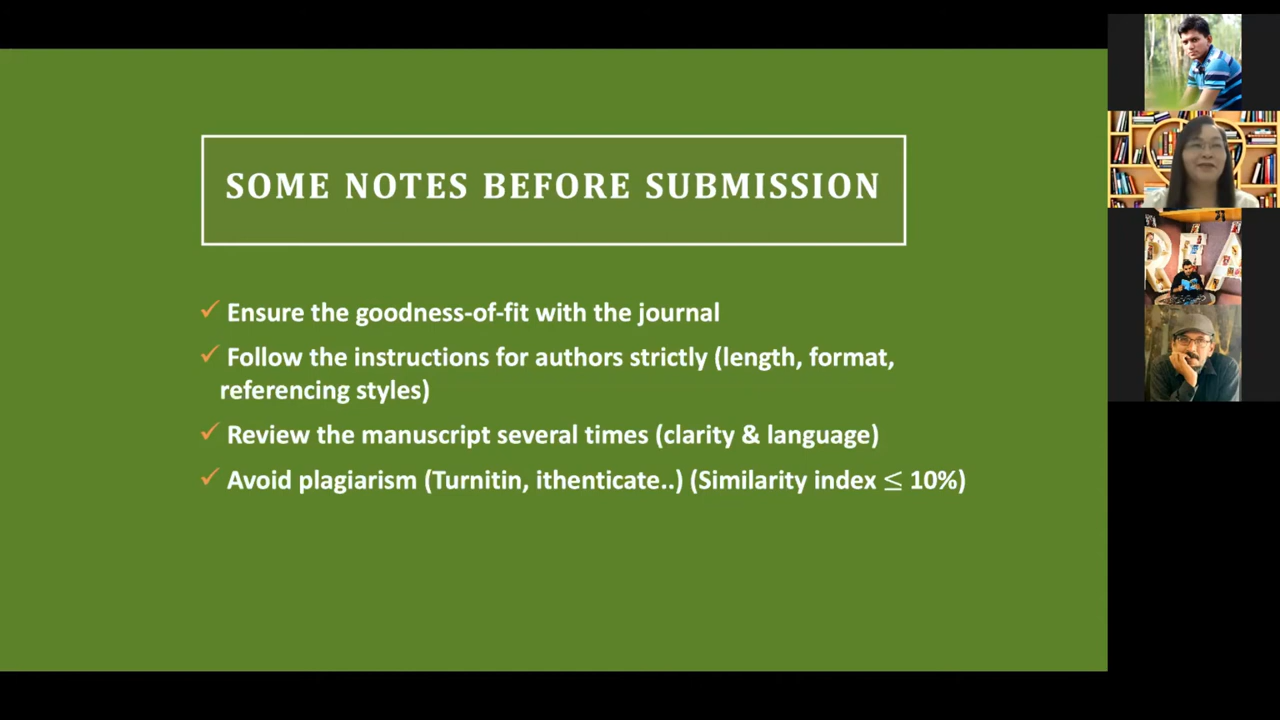 SOME NOTES BEFORE SUBMISSION
✓ Ensure the goodness-of-fit with the journal
✓ Follow the instructions for authors strictly (length, format,
referencing styles)
✓ Review the manuscript several times (clarity & language)
✓ Avoid plagiarism (Turnitin, ithenticate..) (Similarity index ≤ 10%)